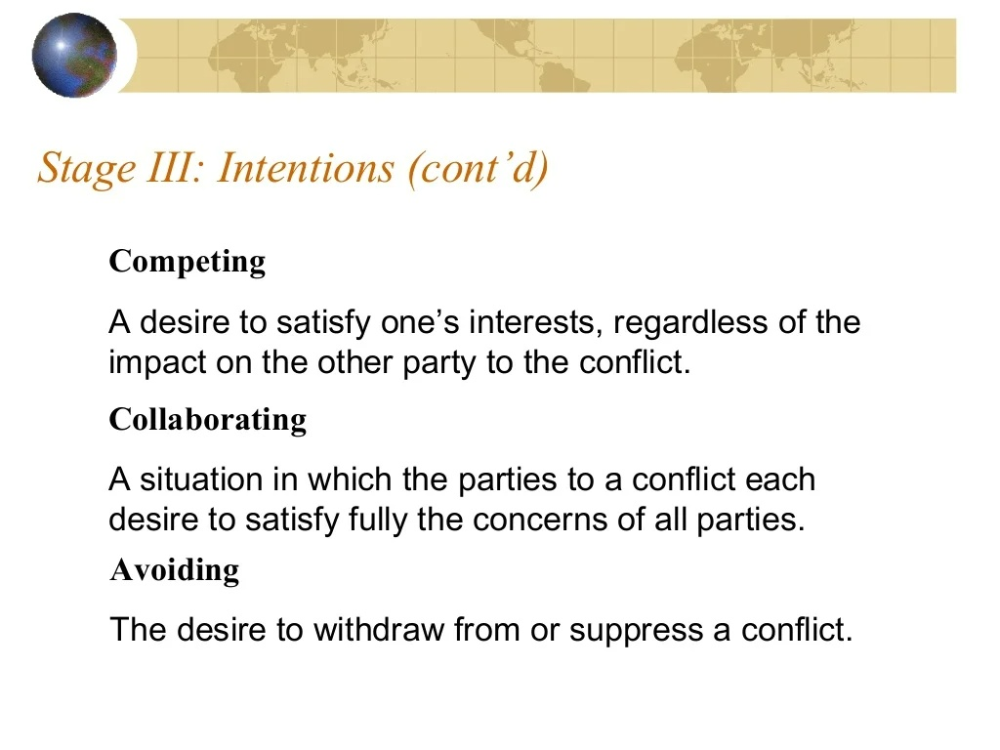 Stage III: Intentions (cont’d)
Competing
A desire to satisfy one’s interests, regardless of the
impact on the other party to the conflict.
Collaborating
A situation in which the parties to a conflict each
desire to satisfy fully the concerns of all parties.
Avoiding
The desire to withdraw from or suppress a conflict.